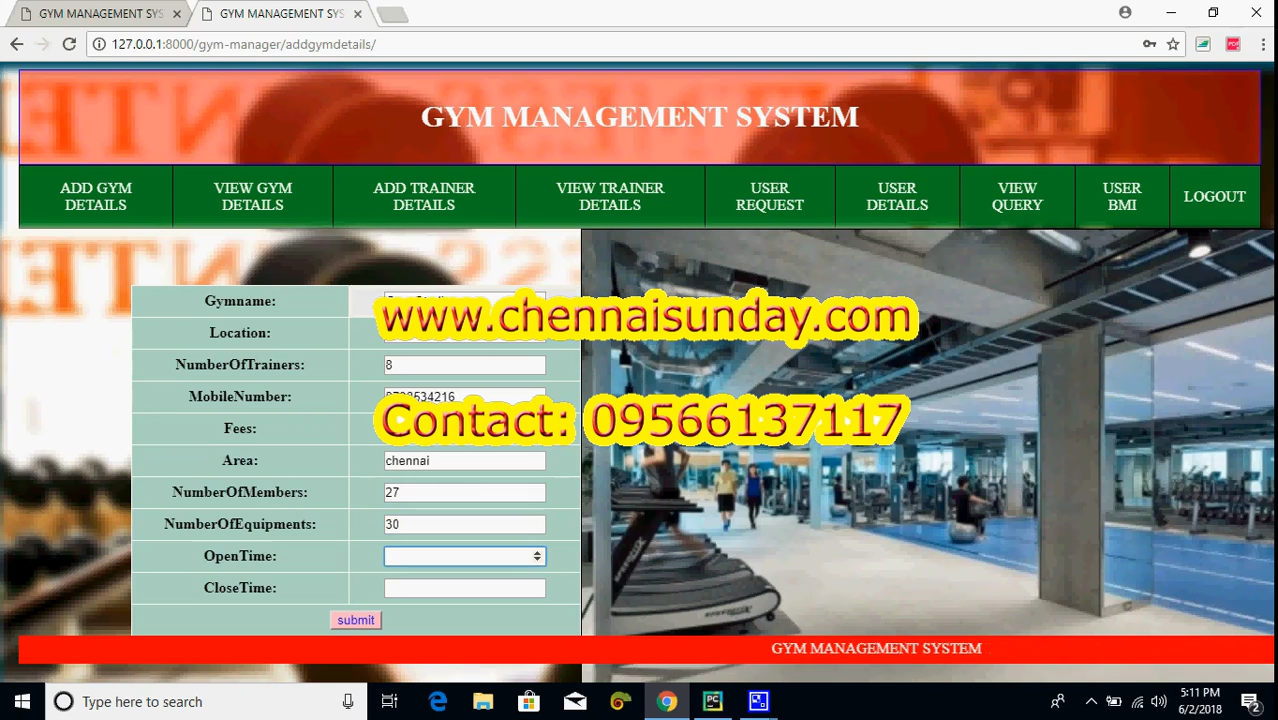 GYM MANAGEMENT SYS
GYM MANAGEMENT SYS
127.0.0.1:8000/gym-manager/addgymdetails/
GYM MANAGEMENT SYSTEM
ADD GYM DETAILS
VIEW GYM DETAILS
ADD TRAINER DETAILS
VIEW TRAINER DETAILS
USER REQUEST
USER DETAILS
VIEW QUERY
USER BMI
LOGOUT
Gymname:
www.chennaisunday.com
Location:
NumberOfTrainers: 8
MobileNumber:
Contact: 09566137117
Fees:
Area: chennai
NumberOfMembers: 27
NumberOfEquipments: 30
OpenTime:
CloseTime:
submit
GYM MANAGEMENT SYSTEM
Type here to search
5:11 PM
6/2/2018